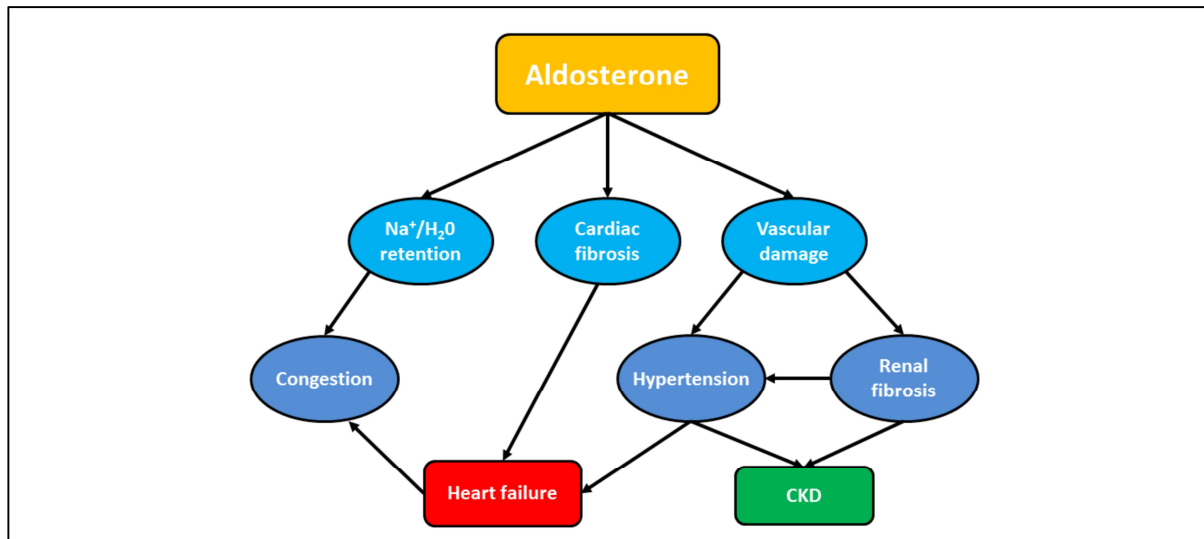 Aldosterone
Na⁺/H₂0
retention
Cardiac
fibrosis
Vascular
damage
Congestion
Hypertension
Renal
fibrosis
Heart failure
CKD